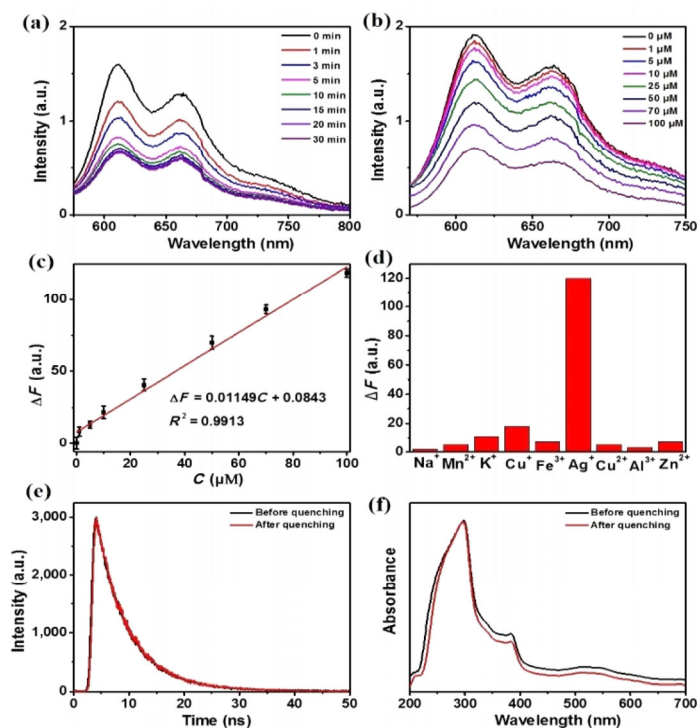 (a)
Intensity (a.u.)
2
1
0
0 min
1 min
3 min
5 min
10 min
15 min
20 min
30 min
600 650 700 750 800
Wavelength (nm)
(b)
Intensity (a.u.)
2
1
0
0 μM
1 μM
5 μM
10 μM
25 μM
50 μM
70 μM
100 μM
600 650 700 750
Wavelength (nm)
(c)
ΔF (a.u.)
100
50
0
ΔF = 0.01149C + 0.0843
R² = 0.9913
0 20 40 60 80 100
C (μM)
(d)
ΔF (a.u.)
120
100
80
60
40
20
0
Na⁺ Mn²⁺ K⁺ Cu⁺ Fe³⁺ Ag⁺ Cu²⁺ Al³⁺ Zn²⁺
(e)
Intensity (a.u.)
3,000
2,000
1,000
0
Before quenching
After quenching
0 10 20 30 40 50
Time (ns)
(f)
Absorbance
Before quenching
After quenching
200 300 400 500 600 700
Wavelength (nm)